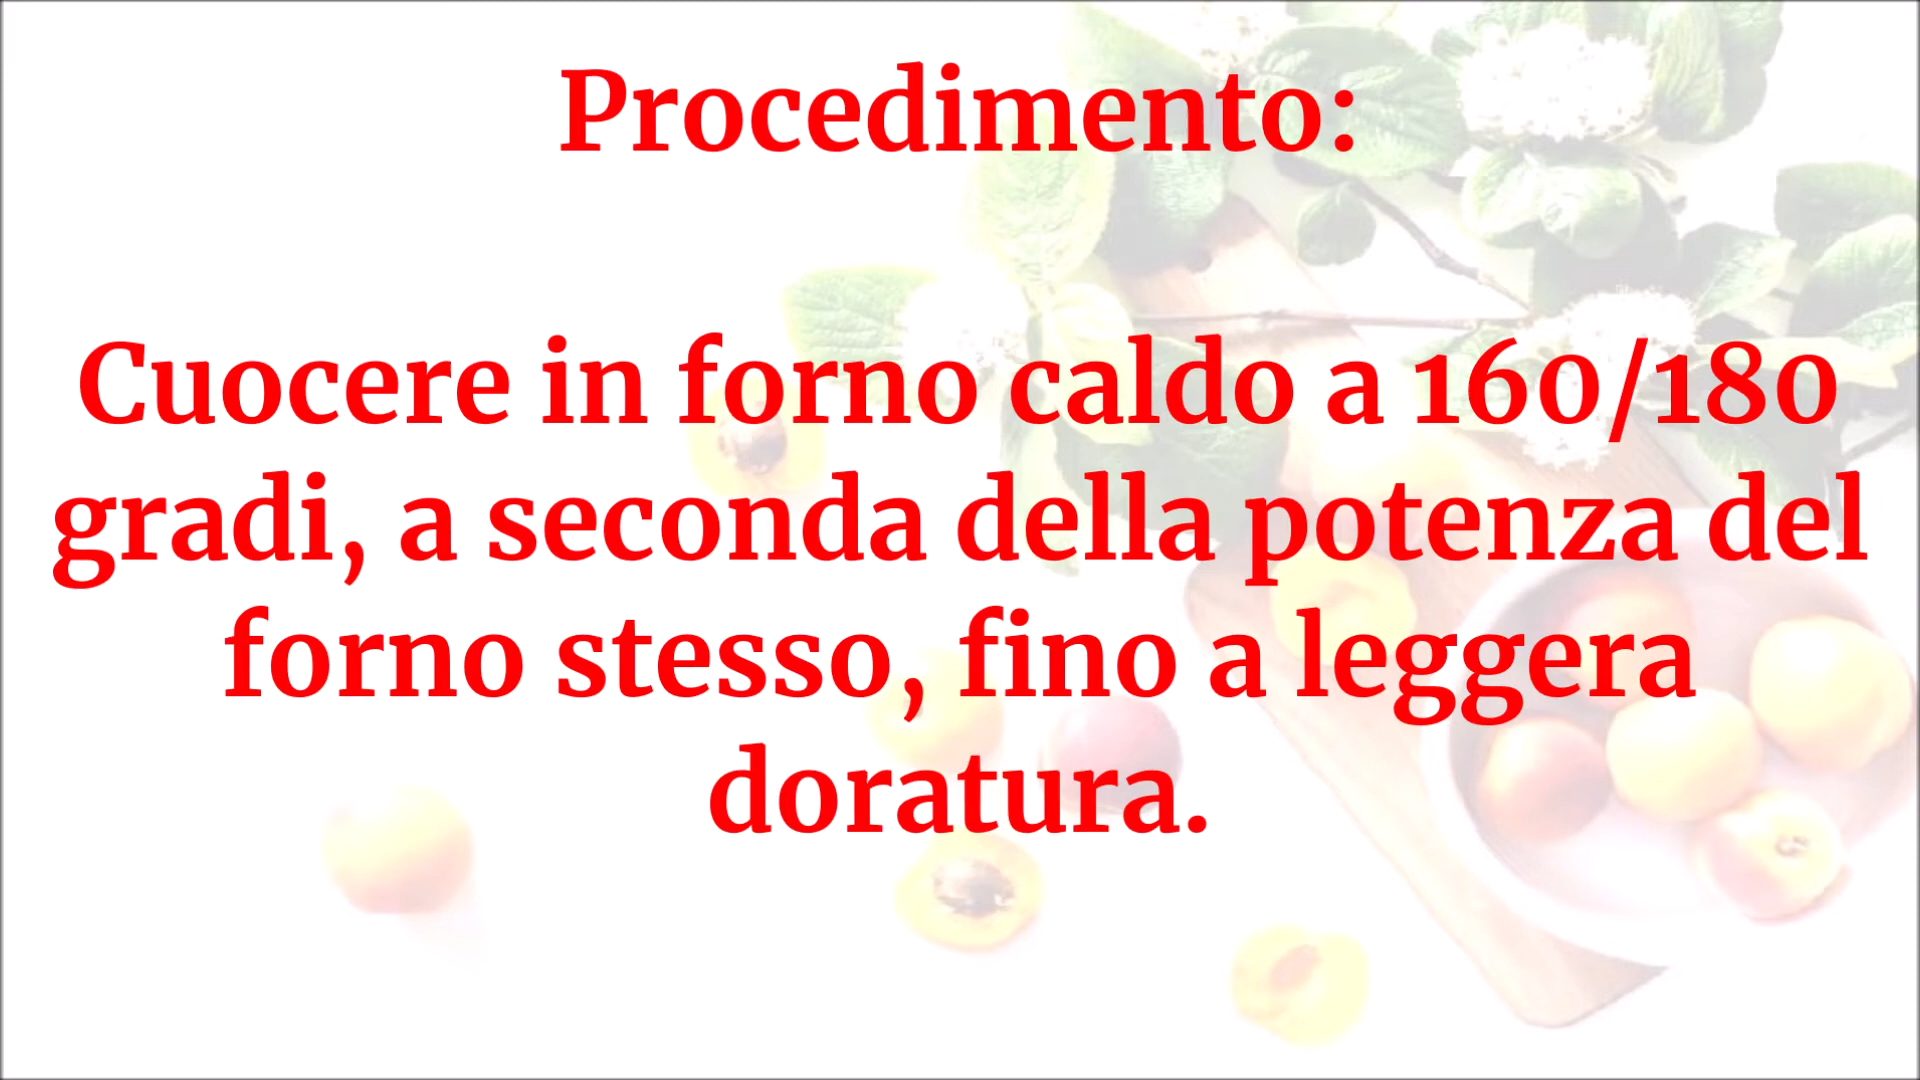 Procedimento:
Cuocere in forno caldo a 160/180
gradi, a seconda della potenza del
forno stesso, fino a leggera
doratura.